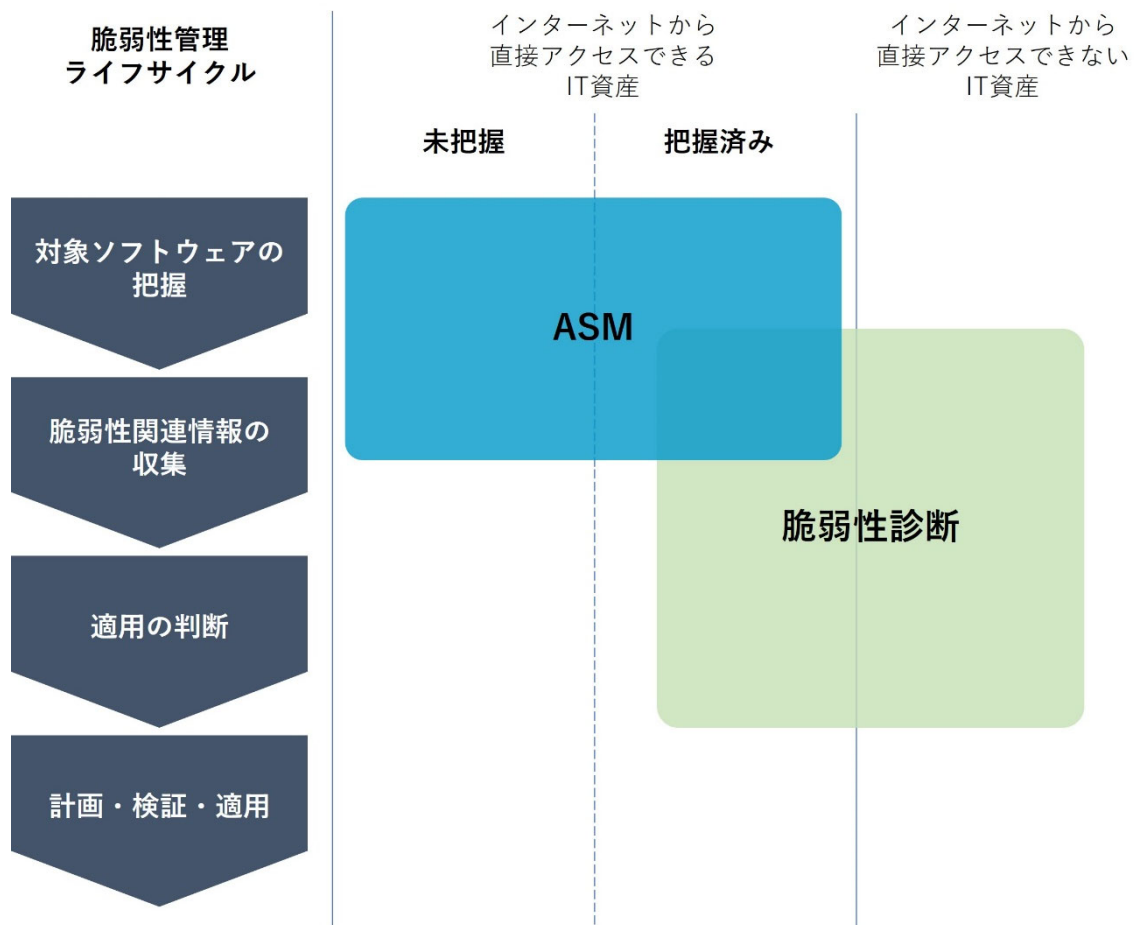 脆弱性管理
ライフサイクル
インターネットから
直接アクセスできる
IT資産
インターネットから
直接アクセスできない
IT資産
未把握
把握済み
対象ソフトウェアの
把握
ASM
脆弱性関連情報の
収集
脆弱性診断
適用の判断
計画・検証・適用